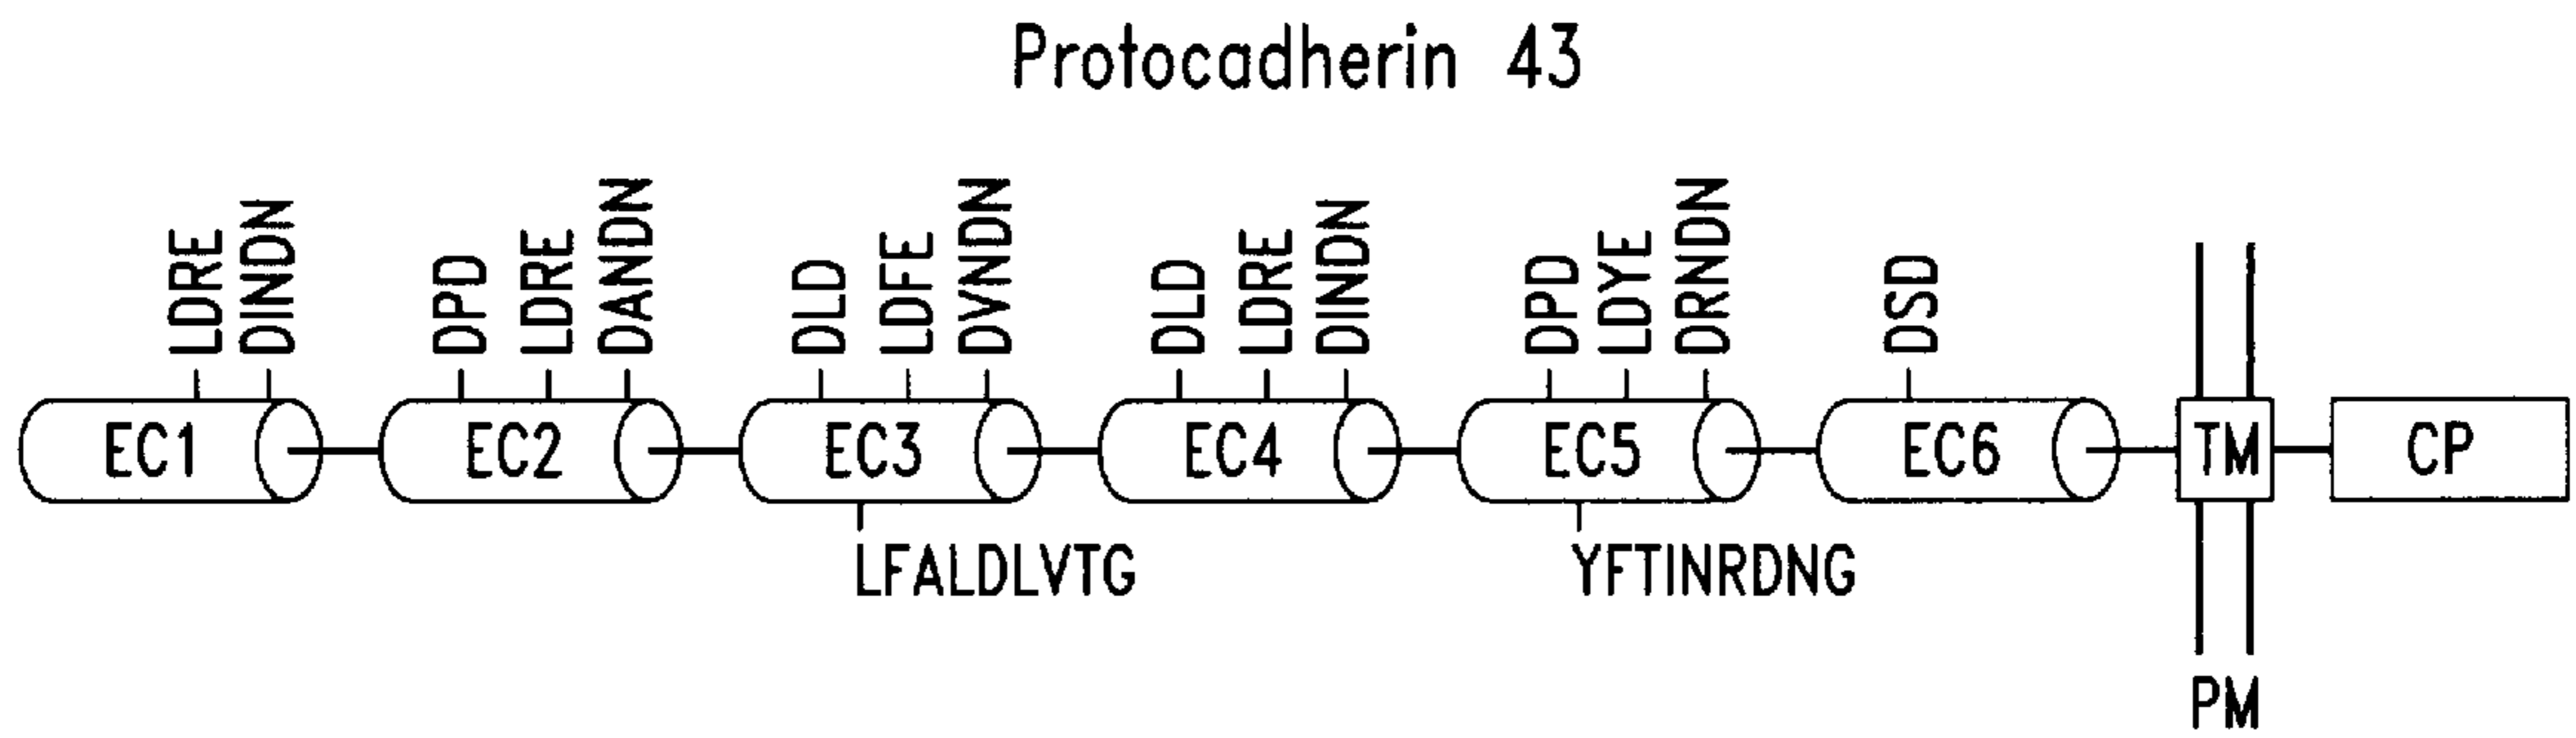 Protocadherin 43
LDRE
DINDN
DPD
LDRE
DANDN
DLD
LDFE
DVNDN
DLD
LDRE
DINDN
DPD
LDYE
DRNDN
DSD
EC1
EC2
EC3
EC4
EC5
EC6
TM
CP
LFALDLVTG
YFTINRDNG
PM